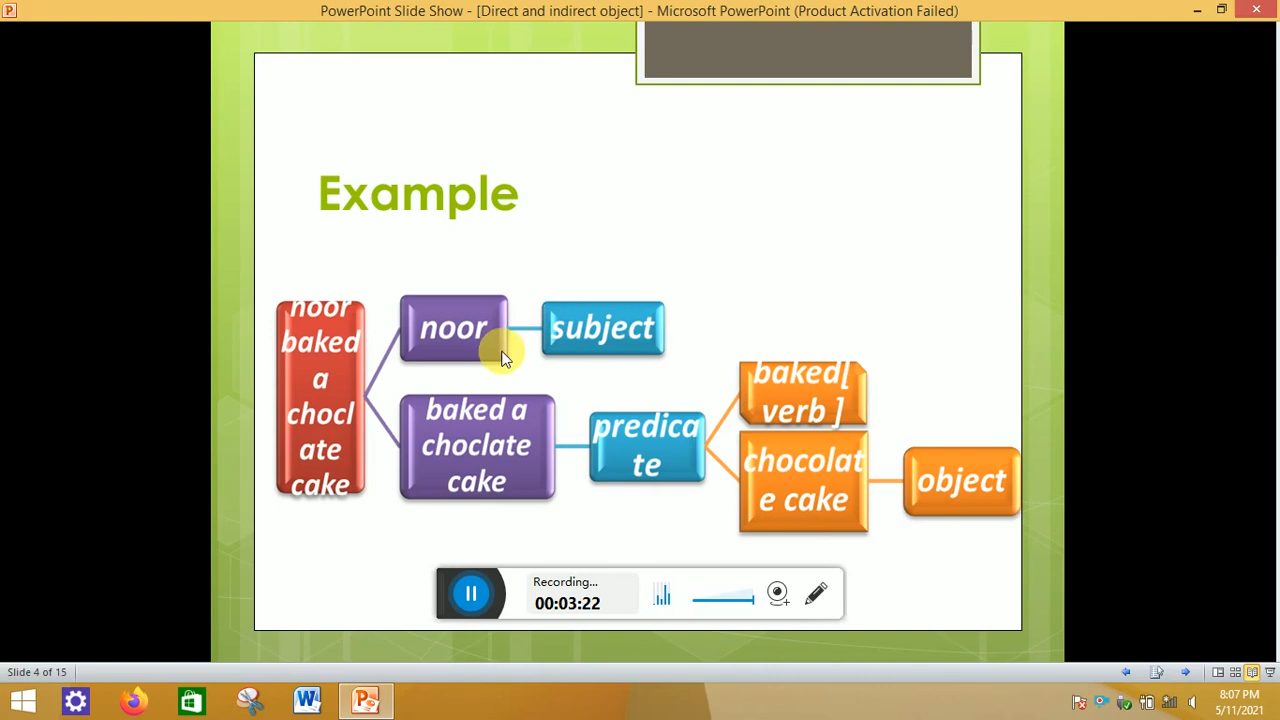 PowerPoint Slide Show - [Direct and indirect object] - Microsoft PowerPoint (Product Activation Failed)
Example
noor
baked
a
chocl
ate
cake
noor
subject
baked a
choclate
cake
predica
te
baked[
verb ]
chocolat
e cake
object
Recording...
00:03:22
Slide 4 of 15
8:07 PM
5/11/2021